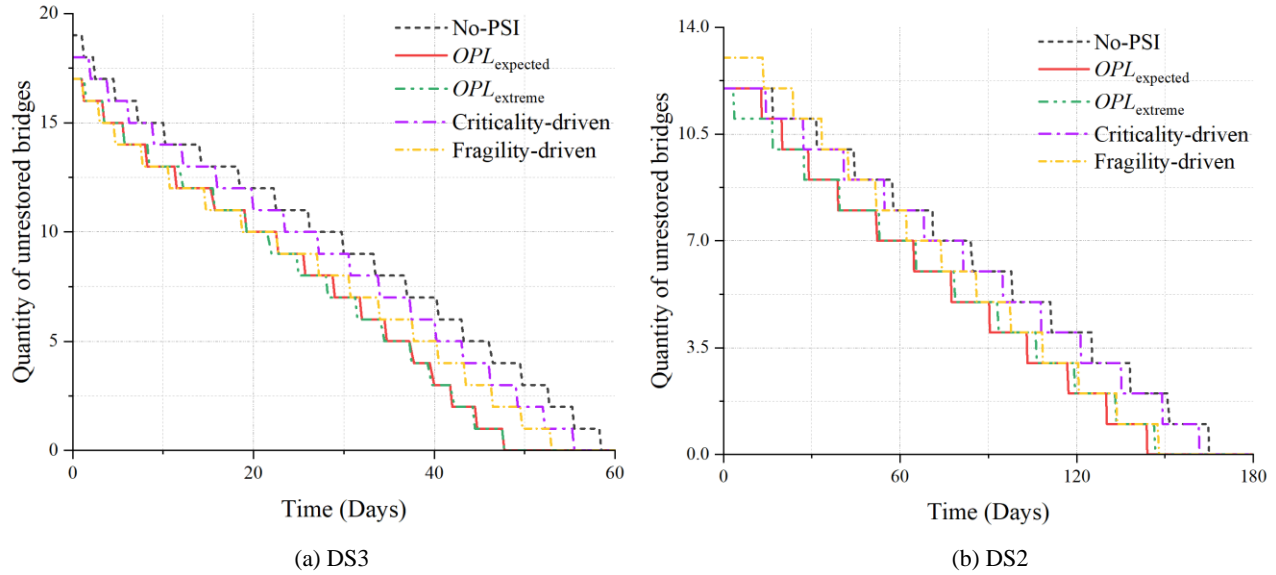 20
15
10
5
0
0
20
40
60
Quantity of unrestored bridges
Time (Days)
No-PSI
OPLexpected
OPLextreme
Criticality-driven
Fragility-driven
(a) DS3
14.0
10.5
7.0
3.5
0.0
0
60
120
180
Quantity of unrestored bridges
Time (Days)
No-PSI
OPLexpected
OPLextreme
Criticality-driven
Fragility-driven
(b) DS2